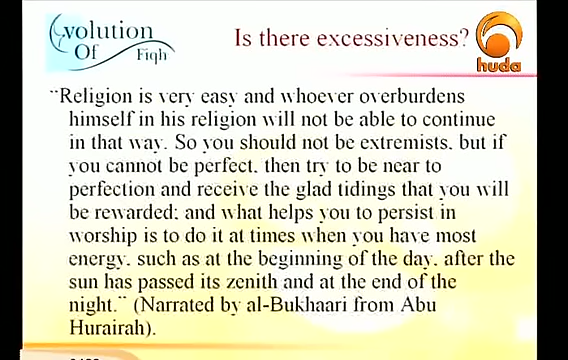 Evolution
Of Fiqh
Is there excessiveness?
huda
"Religion is very easy and whoever overburdens
himself in his religion will not be able to continue
in that way. So you should not be extremists, but if
you cannot be perfect, then try to be near to
perfection and receive the glad tidings that you will
be rewarded; and what helps you to persist in
worship is to do it at times when you have most
energy, such as at the beginning of the day, after the
sun has passed its zenith and at the end of the
night." (Narrated by al-Bukhaari from Abu
Hurairah).